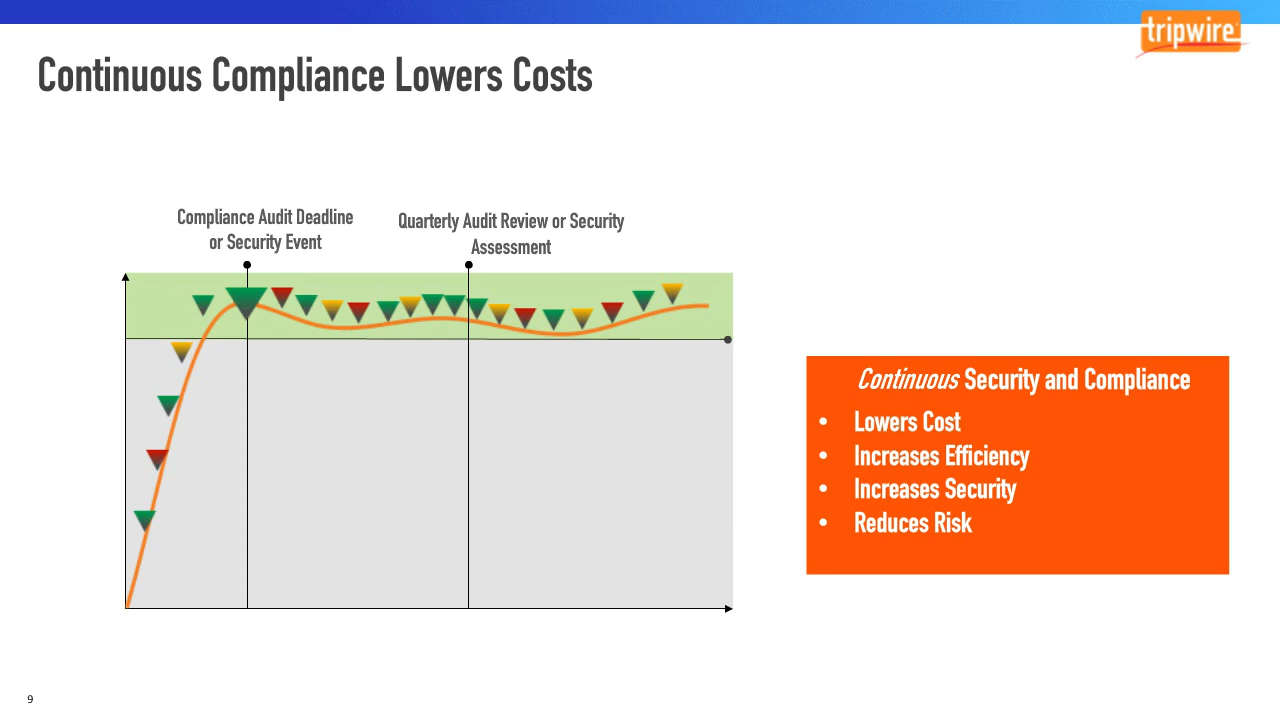 tripwire
Continuous Compliance Lowers Costs
Compliance Audit Deadline
or Security Event
Quarterly Audit Review or Security
Assessment
Continuous Security and Compliance
• Lowers Cost
• Increases Efficiency
• Increases Security
• Reduces Risk
9